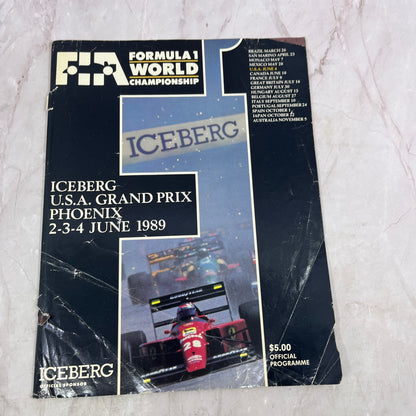 FIA
FORMULA 1
WORLD
CHAMPIONSHIP
1
BRAZIL MARCH 26
SAN MARINO APRIL 23
MONACO MAY 7
MEXICO MAY 28
U.S.A. JUNE 4
CANADA JUNE 18
FRANCE JULY 9
GREAT BRITAIN JULY 16
GERMANY JULY 30
HUNGARY AUGUST 13
BELGIUM AUGUST 27
ITALY SEPTEMBER 10
PORTUGAL SEPTEMBER 24
SPAIN OCTOBER 1
JAPAN OCTOBER 22
AUSTRALIA NOVEMBER 5
ICEBERG
ICEBERG
U.S.A. GRAND PRIX
PHOENIX
2-3-4 JUNE 1989
28
$5.00
OFFICIAL
PROGRAMME
ICEBERG
OFFICIAL SPONSOR